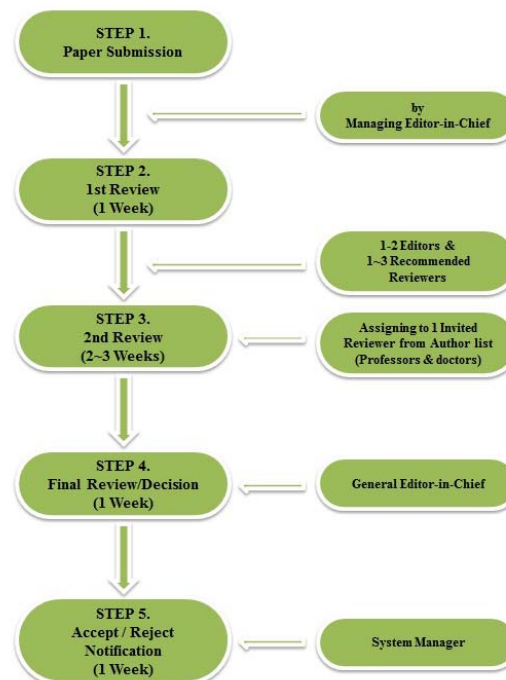 STEP 1.
Paper Submission
by
Managing Editor-in-Chief
STEP 2.
1st Review
(1 Week)
1-2 Editors &
1~3 Recommended
Reviewers
STEP 3.
2nd Review
(2~3 Weeks)
Assigning to 1 Invited
Reviewer from Author list
(Professors & doctors)
STEP 4.
Final Review/Decision
(1 Week)
General Editor-in-Chief
STEP 5.
Accept / Reject
Notification
(1 Week)
System Manager